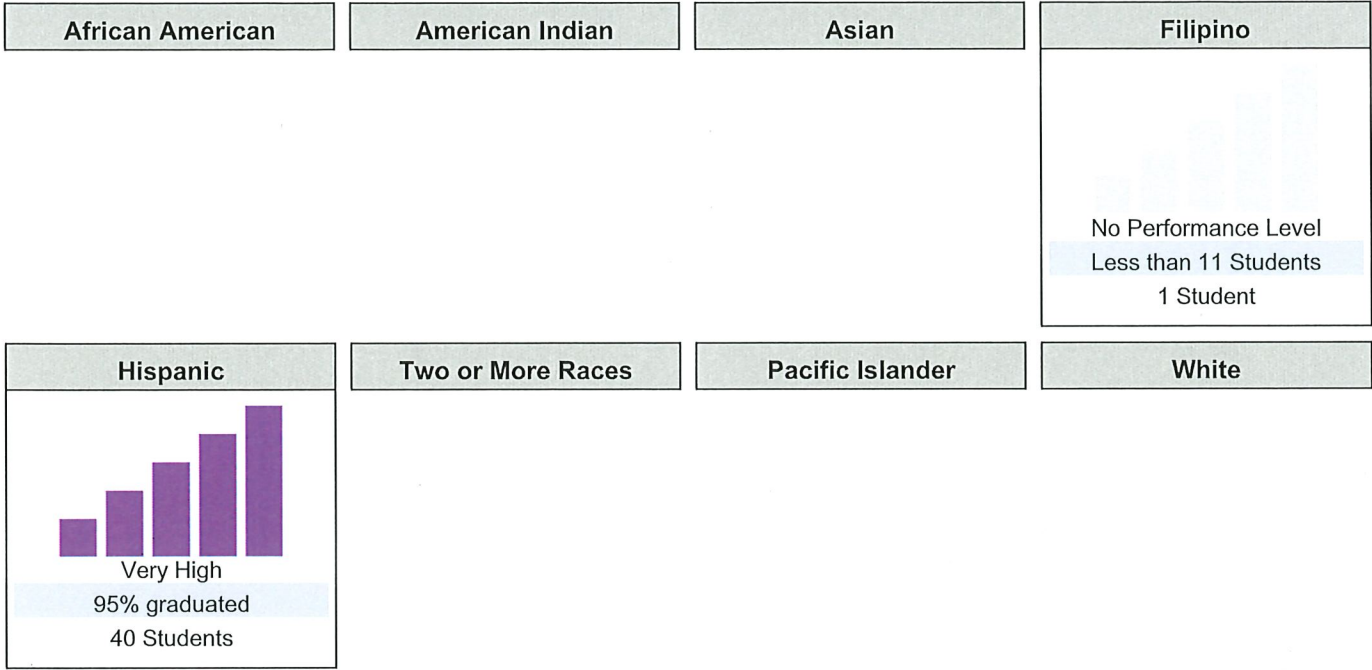 African American
American Indian
Asian
Filipino
No Performance Level
Less than 11 Students
1 Student
Hispanic
Very High
95% graduated
40 Students
Two or More Races
Pacific Islander
White